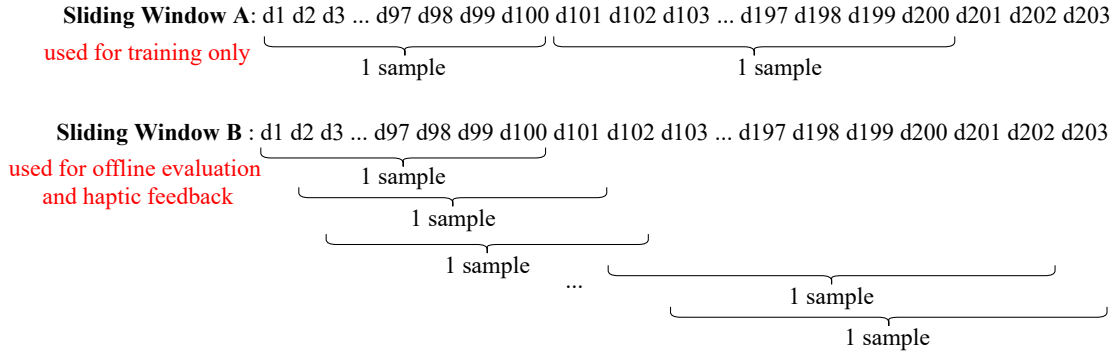 Sliding Window A: d1 d2 d3 ... d97 d98 d99 d100 d101 d102 d103 ... d197 d198 d199 d200 d201 d202 d203
used for training only
1 sample 1 sample
Sliding Window B : d1 d2 d3 ... d97 d98 d99 d100 d101 d102 d103 ... d197 d198 d199 d200 d201 d202 d203
used for offline evaluation
and haptic feedback
1 sample
1 sample
1 sample
...
1 sample
1 sample